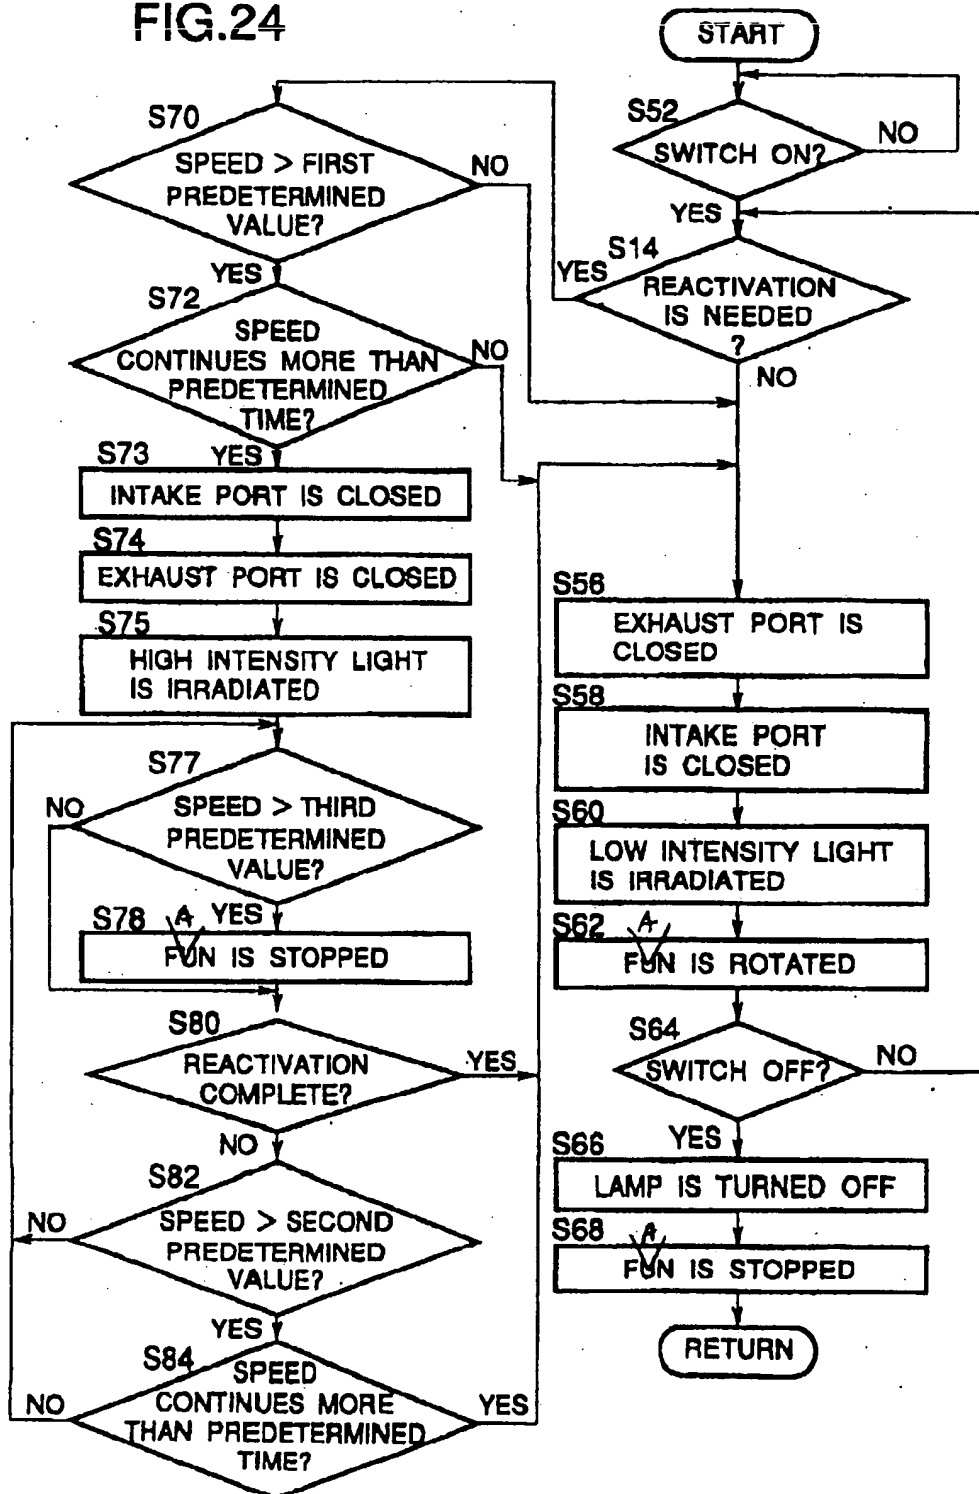 FIG.24
START
S52
SWITCH ON?
NO
YES
S14
REACTIVATION
IS NEEDED
?
YES
NO
S70
SPEED > FIRST
PREDETERMINED
VALUE?
NO
YES
S72
SPEED
CONTINUES MORE THAN
PREDETERMINED
TIME?
NO
YES
S73
INTAKE PORT IS CLOSED
S74
EXHAUST PORT IS CLOSED
S75
HIGH INTENSITY LIGHT
IS IRRADIATED
S77
SPEED > THIRD
PREDETERMINED
VALUE?
NO
YES
S78
A
FUN IS STOPPED
S80
REACTIVATION
COMPLETE?
YES
NO
S82
SPEED > SECOND
PREDETERMINED
VALUE?
NO
YES
S84
SPEED
CONTINUES MORE
THAN PREDETERMINED
TIME?
NO
YES
S56
EXHAUST PORT IS
CLOSED
S58
INTAKE PORT
IS CLOSED
S60
LOW INTENSITY LIGHT
IS IRRADIATED
S62
A
FUN IS ROTATED
S64
SWITCH OFF?
NO
YES
S66
LAMP IS TURNED OFF
S68
A
FUN IS STOPPED
RETURN